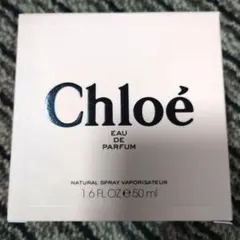 Chloé
EAU
DE
PARFUM
NATURAL SPRAY VAPORISATEUR
1.6 FL OZ ℮ 50 ml